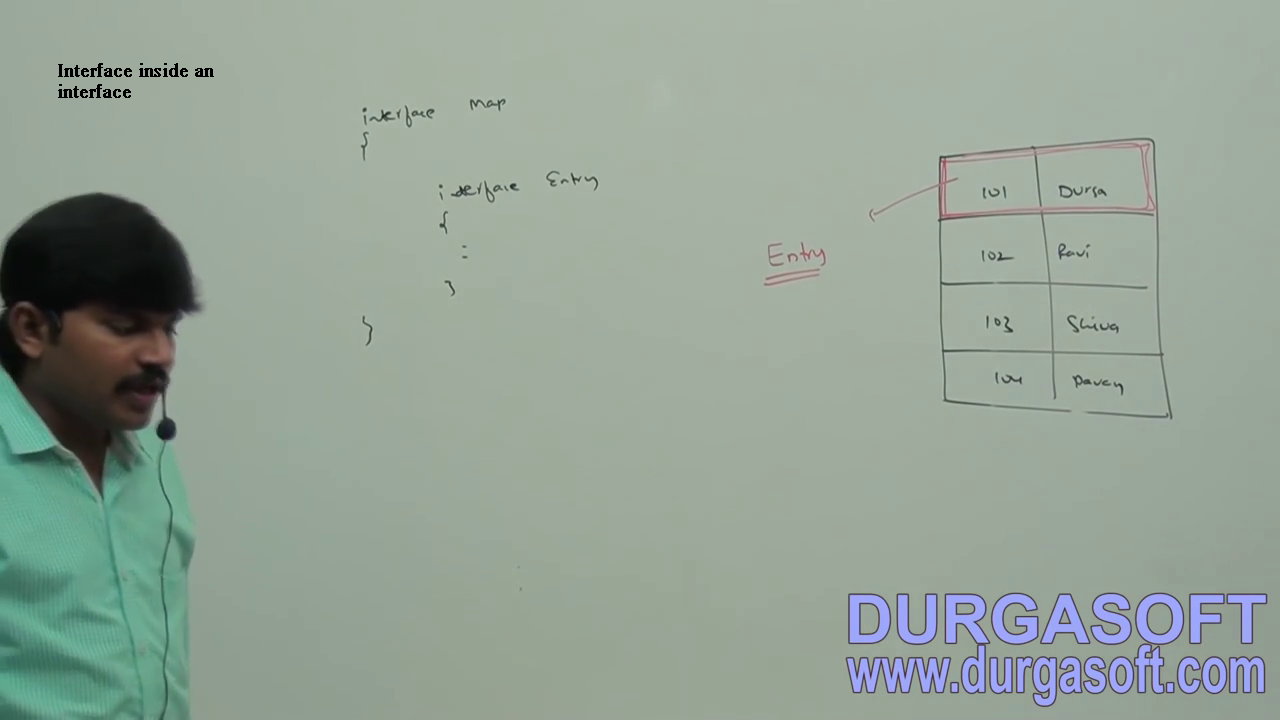 Interface inside an
interface
interface Map
{
interface Entry
{
:
}
}
Entry
101 Durga
102 Ravi
103 Shiva
104 Pavan
DURGASOFT
www.durgasoft.com